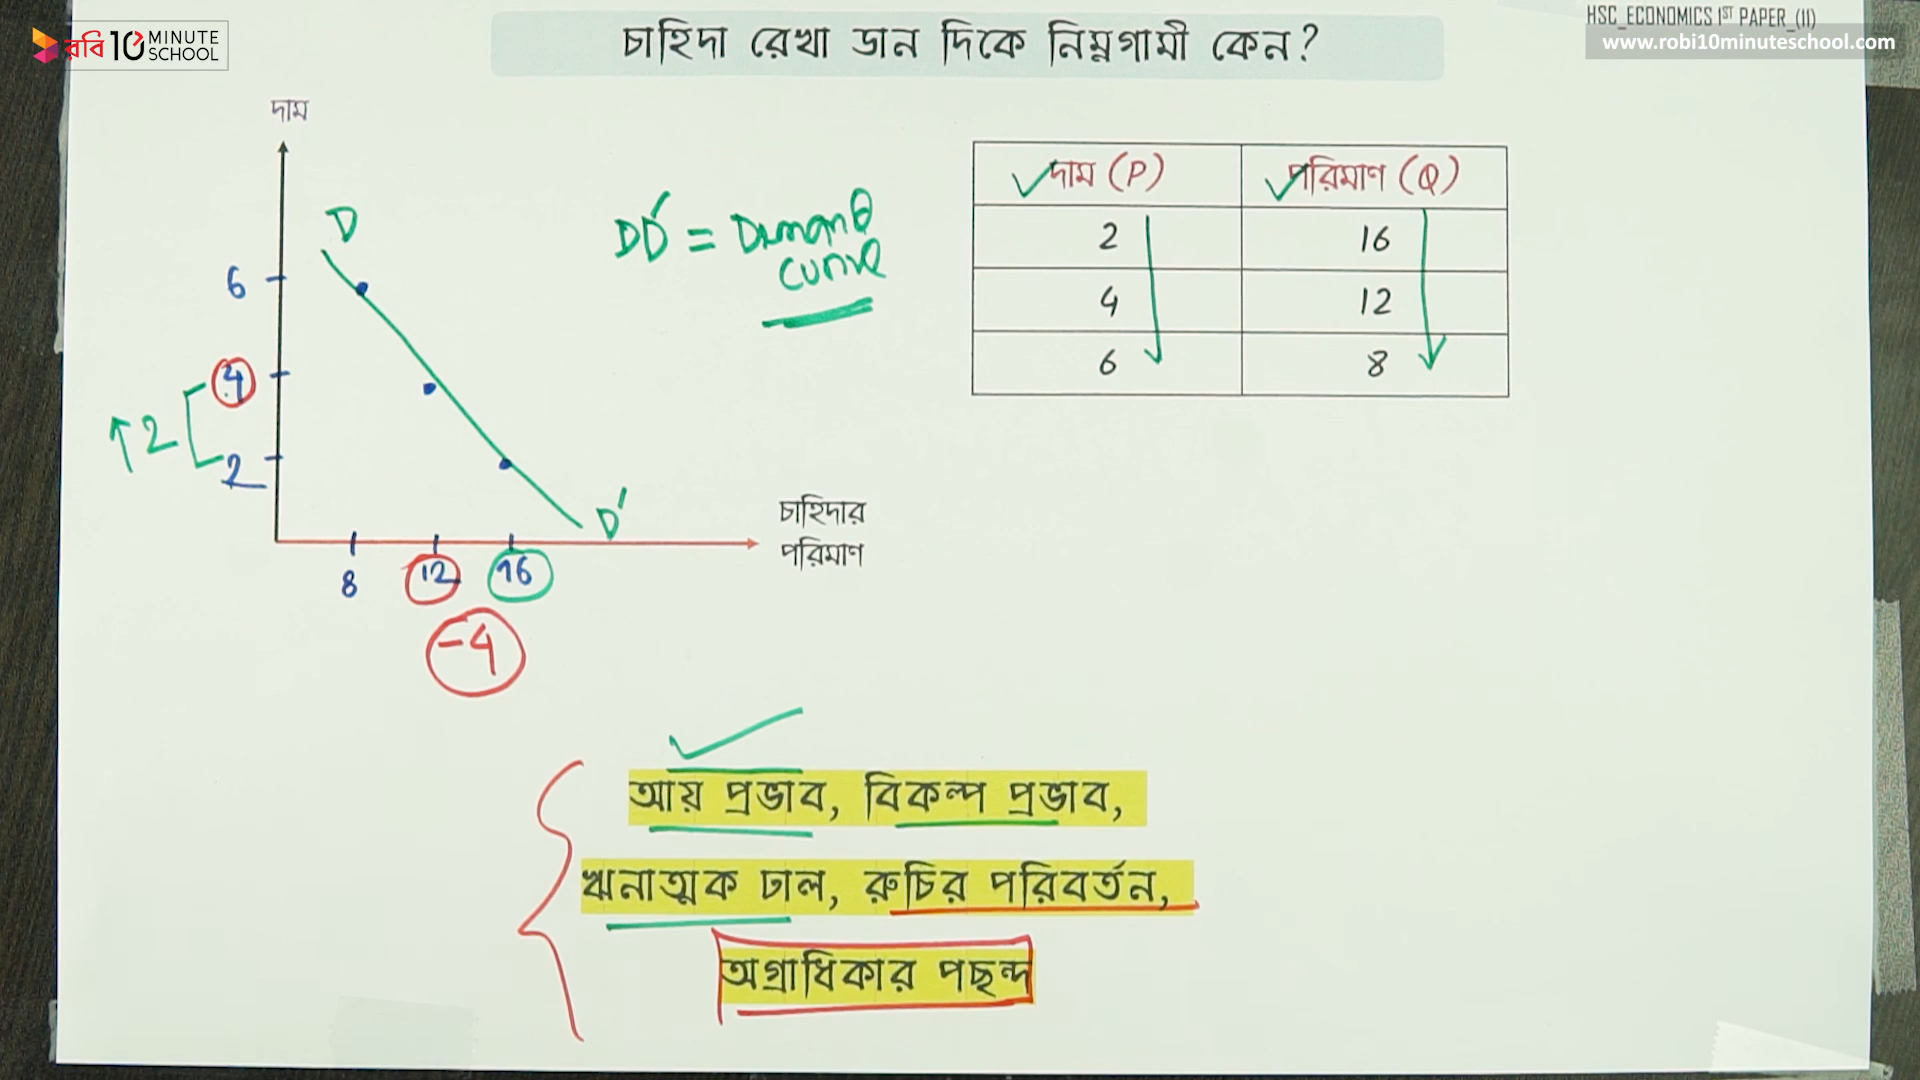 রবি 10 MINUTE SCHOOL
HSC_ECONOMICS 1ST PAPER_(II)
www.robi10minuteschool.com
চাহিদা রেখা ডান দিকে নিম্নগামী কেন?
দাম
D
6
4
2
↑2
8
12
16
-4
D'
চাহিদার
পরিমাণ
DD' = Demand
curve
দাম (P) পরিমাণ (Q)
2 16
4 12
6 8
আয় প্রভাব, বিকল্প প্রভাব,
ঋনাত্মক ঢাল, রুচির পরিবর্তন,
অগ্রাধিকার পছন্দ